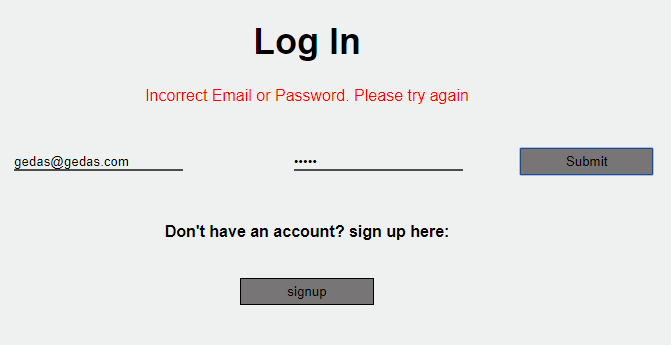 Log In
Incorrect Email or Password. Please try again
gedas@gedas.com ••••• Submit
Don't have an account? sign up here:
signup